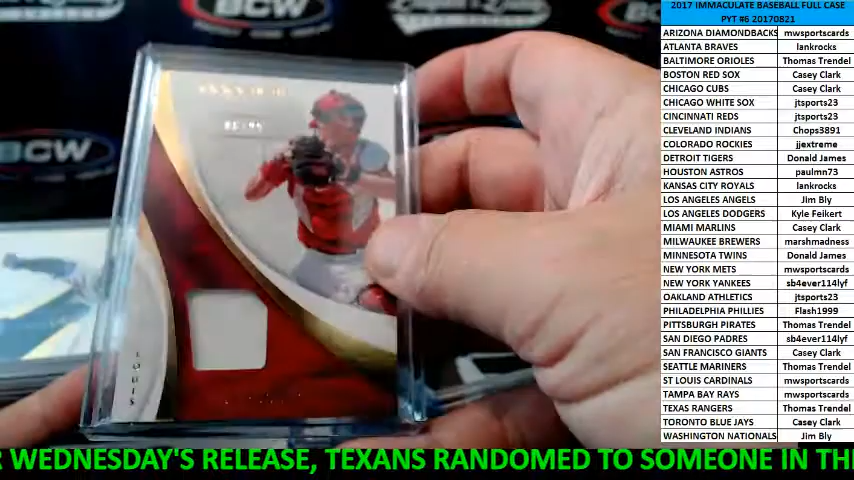 2017 IMMACULATE BASEBALL FULL CASE
PYT #6 20170821
ARIZONA DIAMONDBACKS mwsportscards
ATLANTA BRAVES lankrocks
BALTIMORE ORIOLES Thomas Trendel
BOSTON RED SOX Casey Clark
CHICAGO CUBS Casey Clark
CHICAGO WHITE SOX jtsports23
CINCINNATI REDS jtsports23
CLEVELAND INDIANS Chops3891
COLORADO ROCKIES jjextreme
DETROIT TIGERS Donald James
HOUSTON ASTROS paulmn73
KANSAS CITY ROYALS lankrocks
LOS ANGELES ANGELS Jim Bly
LOS ANGELES DODGERS Kyle Feikert
MIAMI MARLINS Casey Clark
MILWAUKEE BREWERS marshmadness
MINNESOTA TWINS Donald James
NEW YORK METS mwsportscards
NEW YORK YANKEES sb4ever114lyf
OAKLAND ATHLETICS jtsports23
PHILADELPHIA PHILLIES Flash1999
PITTSBURGH PIRATES Thomas Trendel
SAN DIEGO PADRES sb4ever114lyf
SAN FRANCISCO GIANTS Casey Clark
SEATTLE MARINERS Thomas Trendel
ST LOUIS CARDINALS mwsportscards
TAMPA BAY RAYS mwsportscards
TEXAS RANGERS Thomas Trendel
TORONTO BLUE JAYS Casey Clark
WASHINGTON NATIONALS Jim Bly
BCW
BCW
BCW
LOUIS
R WEDNESDAY'S RELEASE, TEXANS RANDOMED TO SOMEONE IN THE